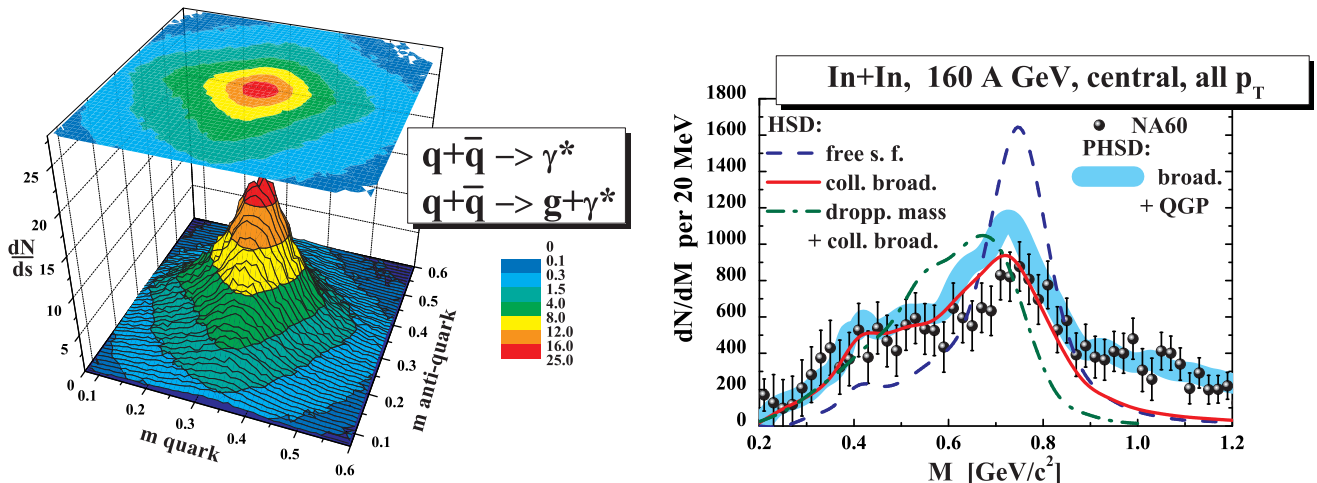 25
20
15
10
5
0
dN
ds
0.1
0.2
0.3
0.4
0.5
0.6
m quark
0.6
0.5
0.4
0.3
0.2
0.1
m anti-quark
q+q̅ –> γ*
q+q̅ –> g+γ*
0
0.1
0.3
1.5
4.0
8.0
12.0
16.0
25.0
In+In, 160 A GeV, central, all p_T
1800
1600
1400
1200
1000
800
600
400
200
0
dN/dM per 20 MeV
HSD:
free s. f.
coll. broad.
dropp. mass
+ coll. broad.
NA60
PHSD:
broad.
+ QGP
0.2
0.4
0.6
0.8
1.0
1.2
M [GeV/c²]